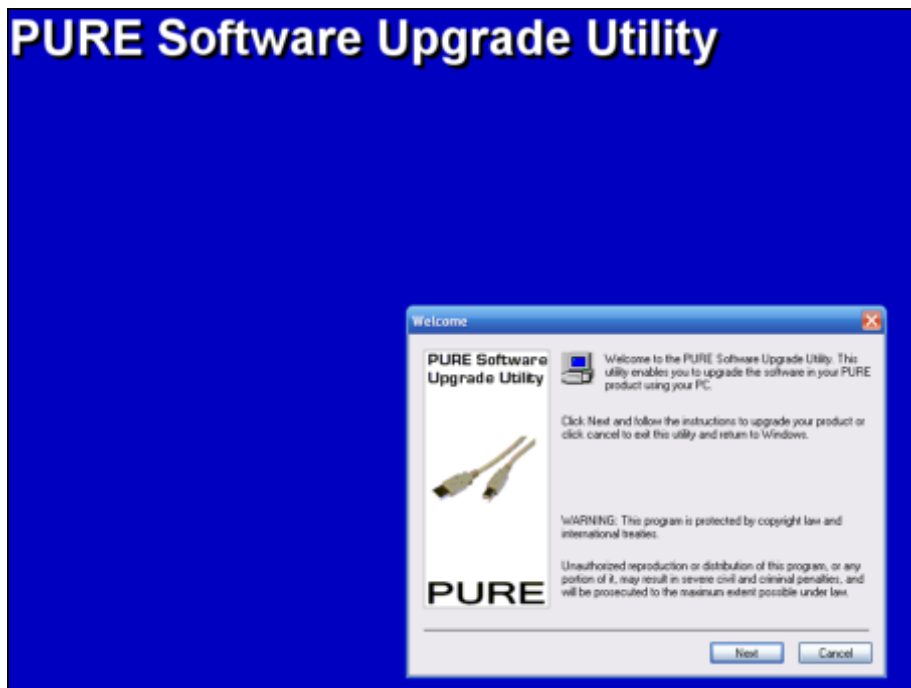 PURE Software Upgrade Utility
Welcome
PURE Software
Upgrade Utility
Welcome to the PURE Software Upgrade Utility. This
utility enables you to upgrade the software in your PURE
product using your PC.
Click Next and follow the instructions to upgrade your product or
click cancel to exit this utility and return to Windows.
WARNING: This program is protected by copyright law and
international treaties.
Unauthorized reproduction or distribution of this program, or any
portion of it, may result in severe civil and criminal penalties, and
will be prosecuted to the maximum extent possible under law.
PURE
Next
Cancel